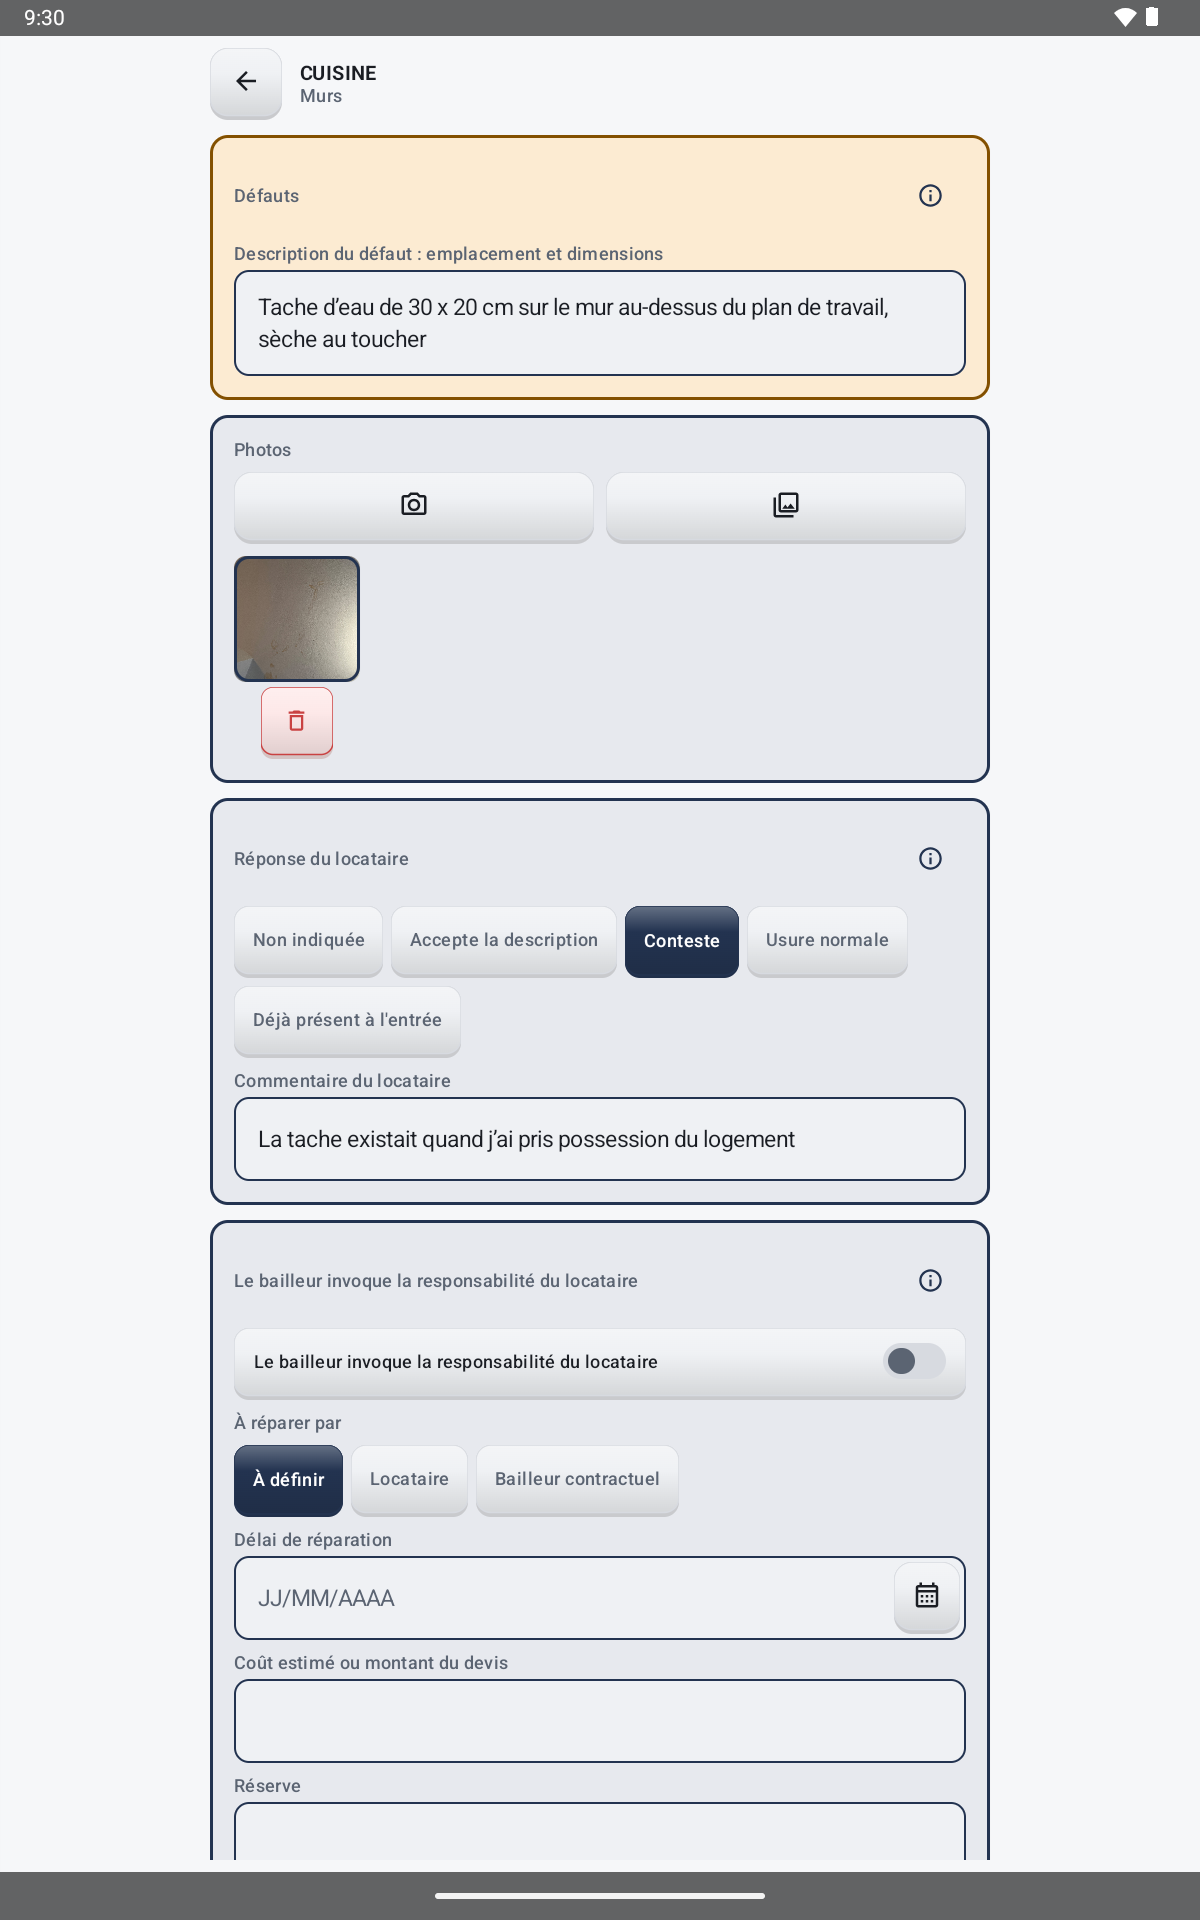 9:30
CUISINE
Murs
Défauts
Description du défaut : emplacement et dimensions
Tache d’eau de 30 x 20 cm sur le mur au-dessus du plan de travail,
sèche au toucher
Photos
Réponse du locataire
Non indiquée
Accepte la description
Conteste
Usure normale
Déjà présent à l'entrée
Commentaire du locataire
La tache existait quand j’ai pris possession du logement
Le bailleur invoque la responsabilité du locataire
Le bailleur invoque la responsabilité du locataire
À réparer par
À définir
Locataire
Bailleur contractuel
Délai de réparation
JJ/MM/AAAA
Coût estimé ou montant du devis
Réserve